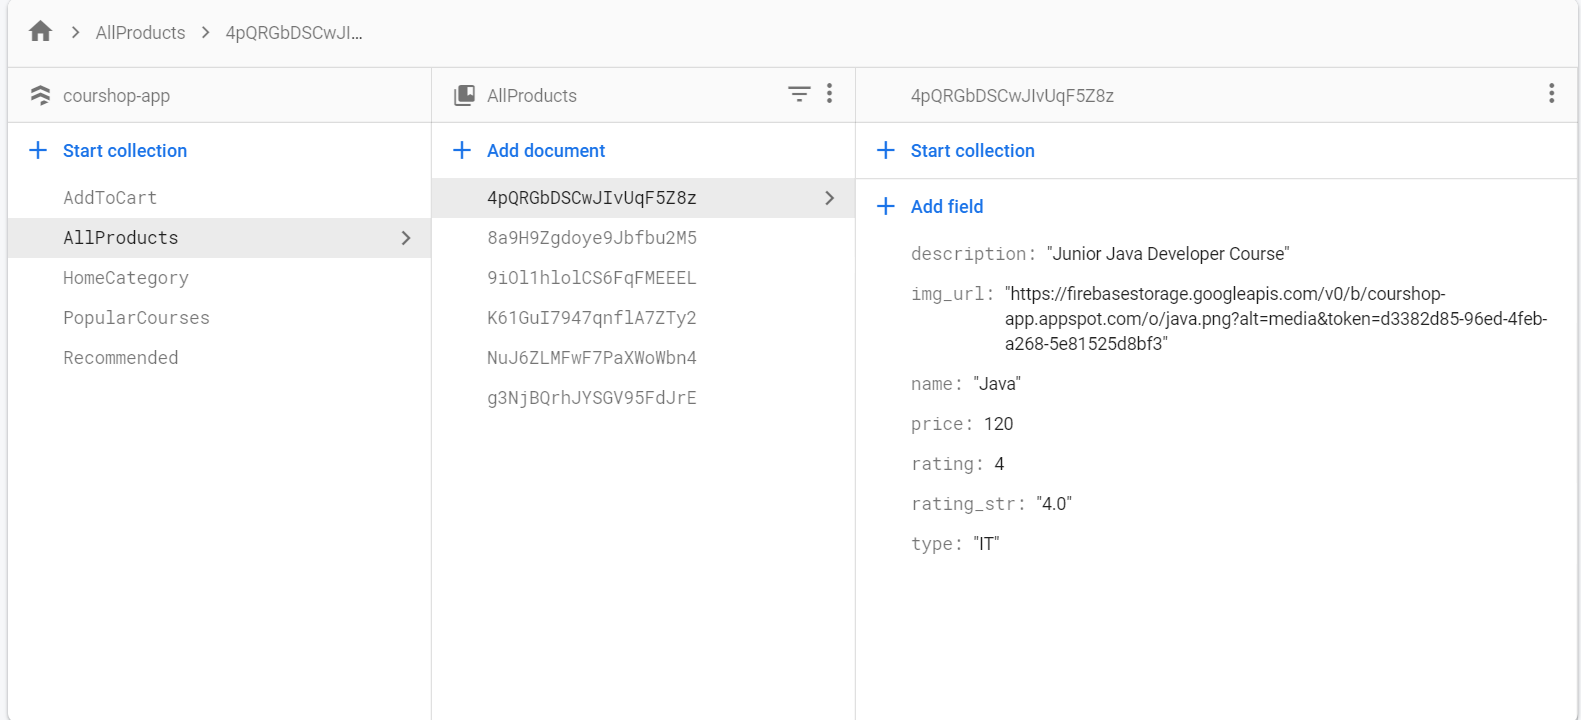 AllProducts
4pQRGbDSCwJI...
courshop-app
AllProducts
4pQRGbDSCwJIvUqF5Z8z
Start collection
Add document
Start collection
AddToCart
AllProducts
HomeCategory
PopularCourses
Recommended
4pQRGbDSCwJIvUqF5Z8z
8a9H9Zgdoye9Jbfbu2M5
9iOl1hlolCS6FqFMEEEL
K61GuI7947qnflA7ZTy2
NuJ6ZLMFwF7PaXWoWbn4
g3NjBQrhJYSGV95FdJrE
Add field
description: "Junior Java Developer Course"
img_url: "https://firebasestorage.googleapis.com/v0/b/courshop-
app.appspot.com/o/java.png?alt=media&token=d3382d85-96ed-4feb-
a268-5e81525d8bf3"
name: "Java"
price: 120
rating: 4
rating_str: "4.0"
type: "IT"